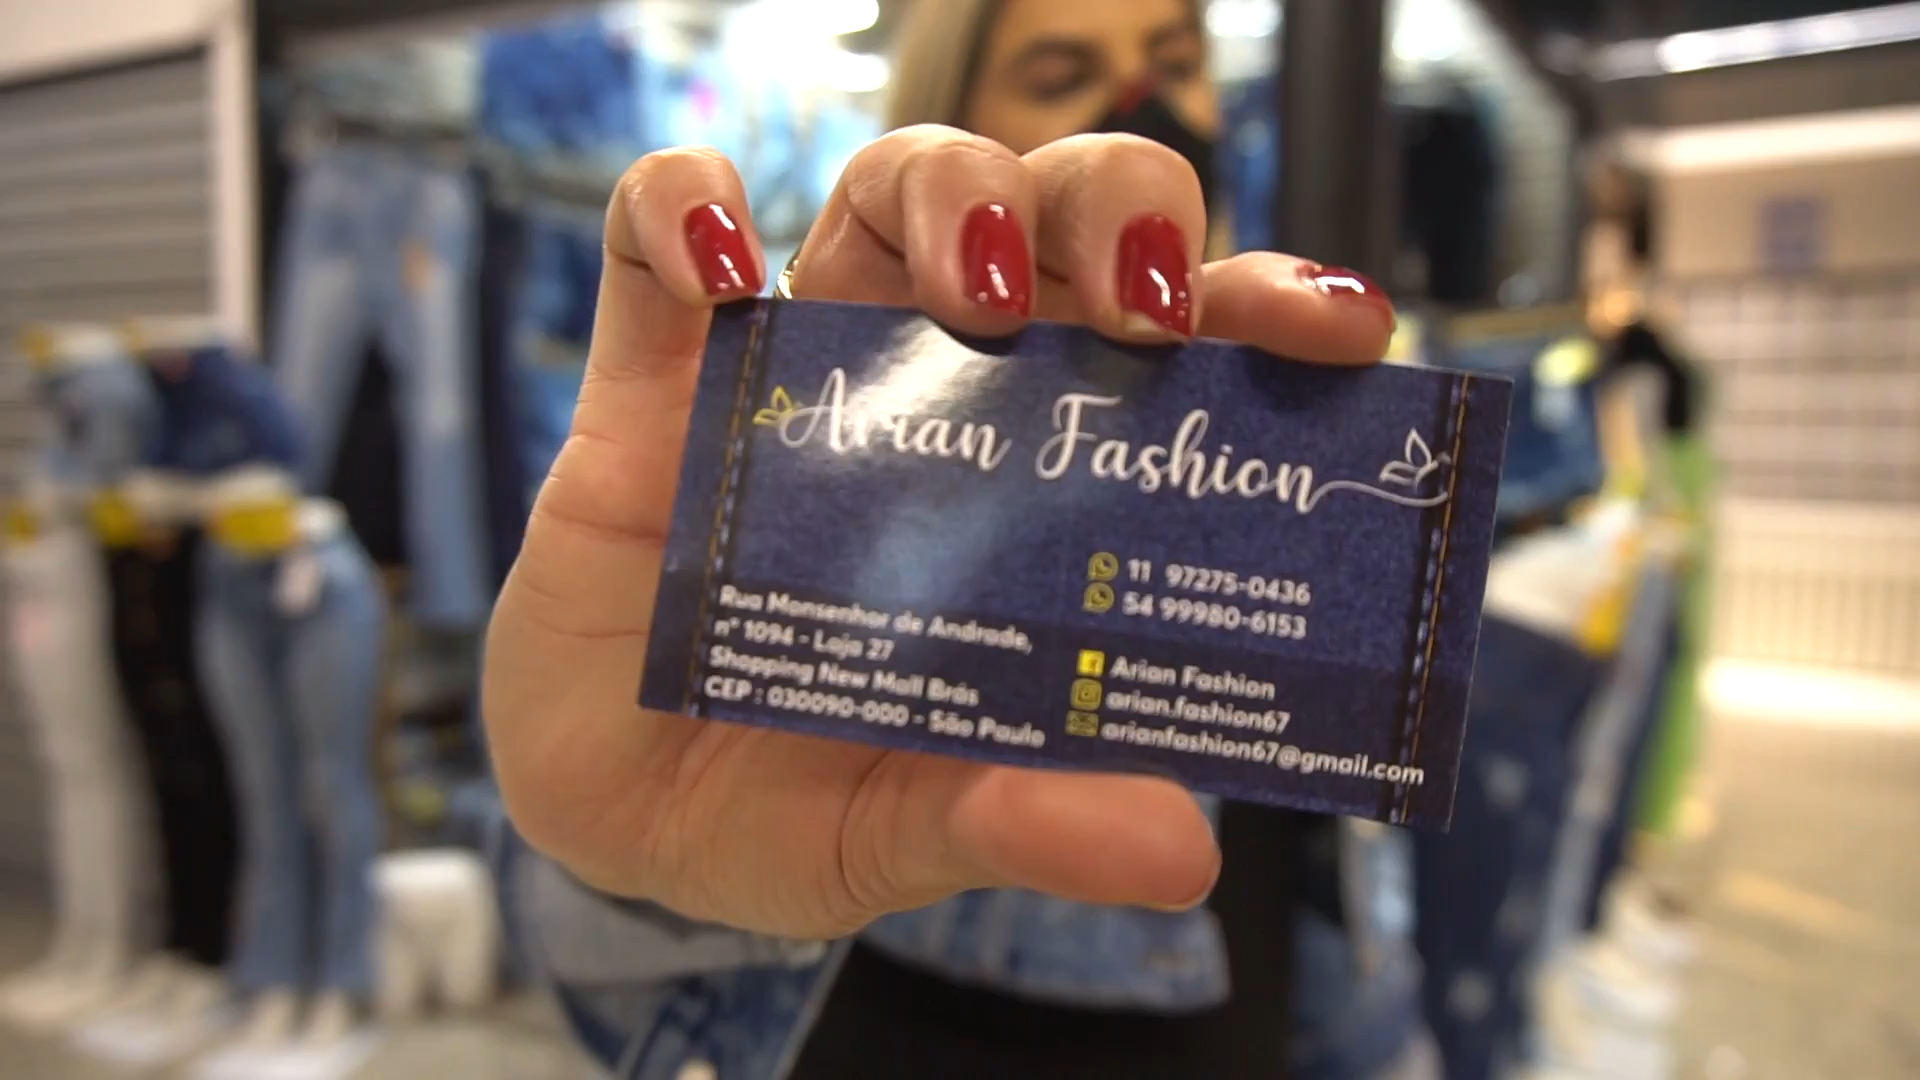 Arian Fashion
11 97275-0436
54 99980-6153
Rua Monsenhor de Andrade,
n° 1094 - Loja 27
Shopping New Mall Brás
CEP : 030090-000 - São Paulo
Arian Fashion
arian.fashion67
arianfashion67@gmail.com